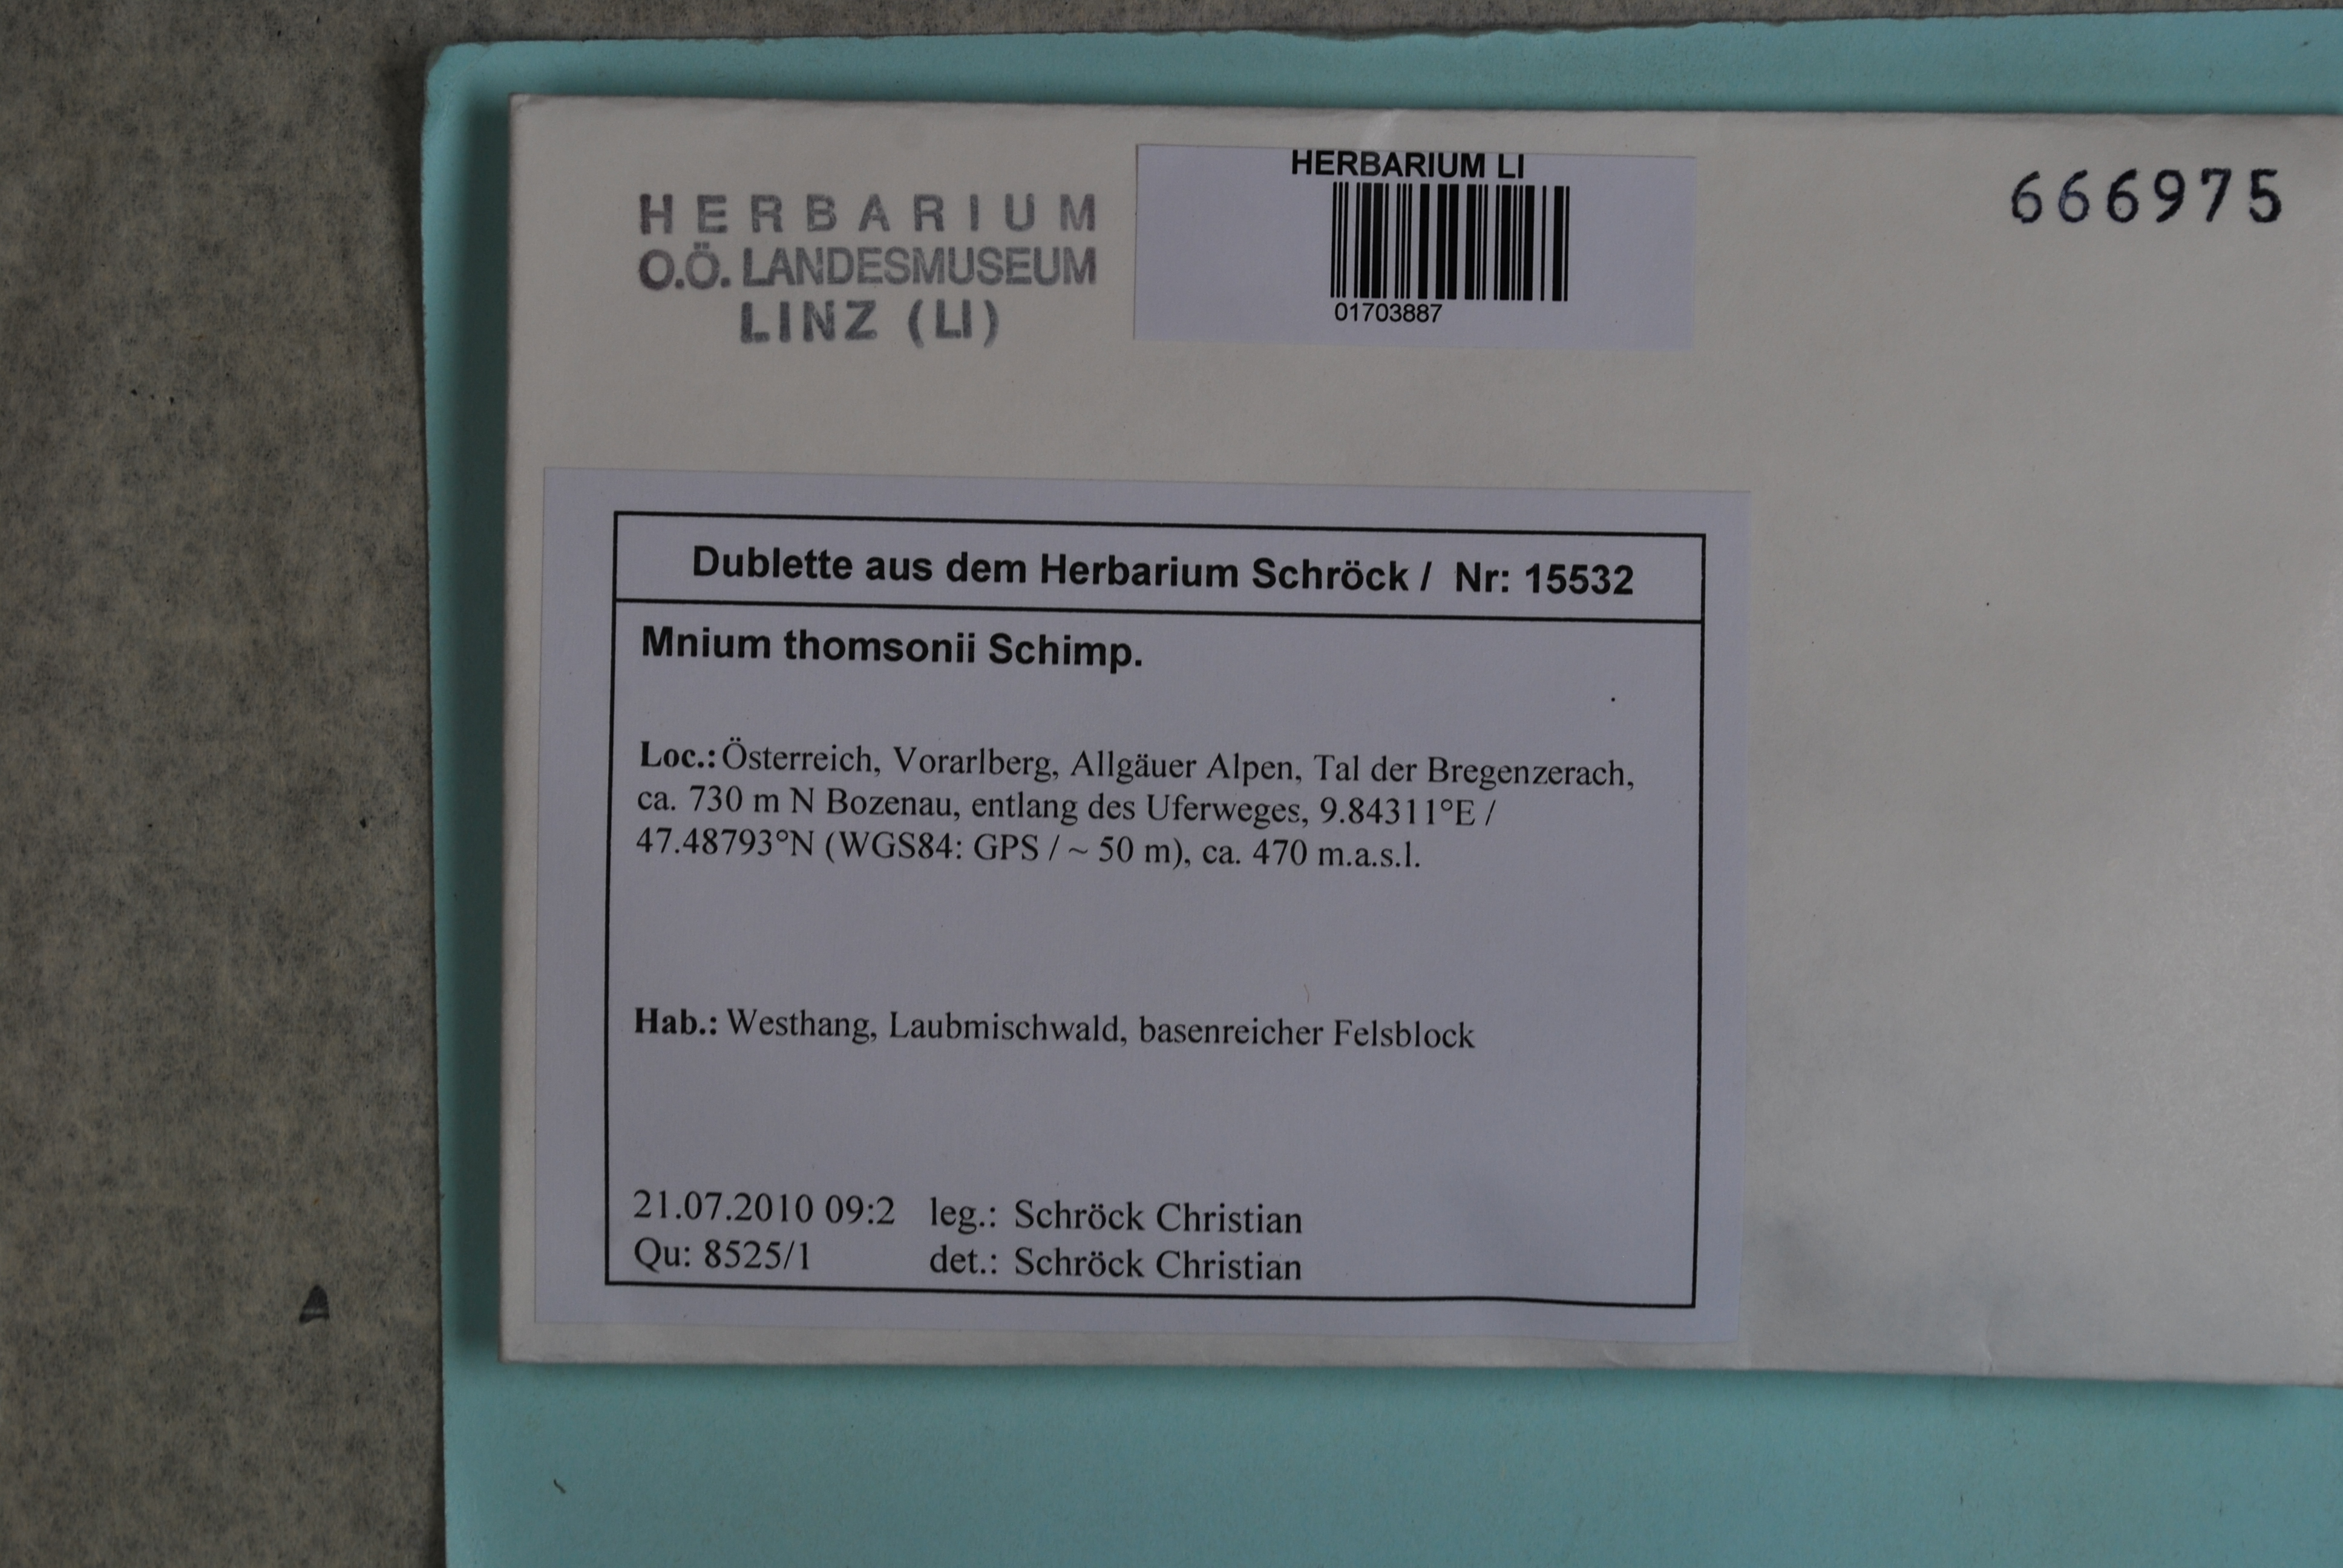 HERBARIUM
O.Ö. LANDESMUSEUM
LINZ (LI)
HERBARIUM LI
01703887
666975
Dublette aus dem Herbarium Schröck / Nr: 15532
Mnium thomsonii Schimp.
Loc.: Österreich, Vorarlberg, Allgäuer Alpen, Tal der Bregenzerach,
ca. 730 m N Bozenau, entlang des Uferweges, 9.84311°E /
47.48793°N (WGS84: GPS / ~ 50 m), ca. 470 m.a.s.l.
Hab.: Westhang, Laubmischwald, basenreicher Felsblock
21.07.2010 09:2 leg.: Schröck Christian
Qu: 8525/1 det.: Schröck Christian